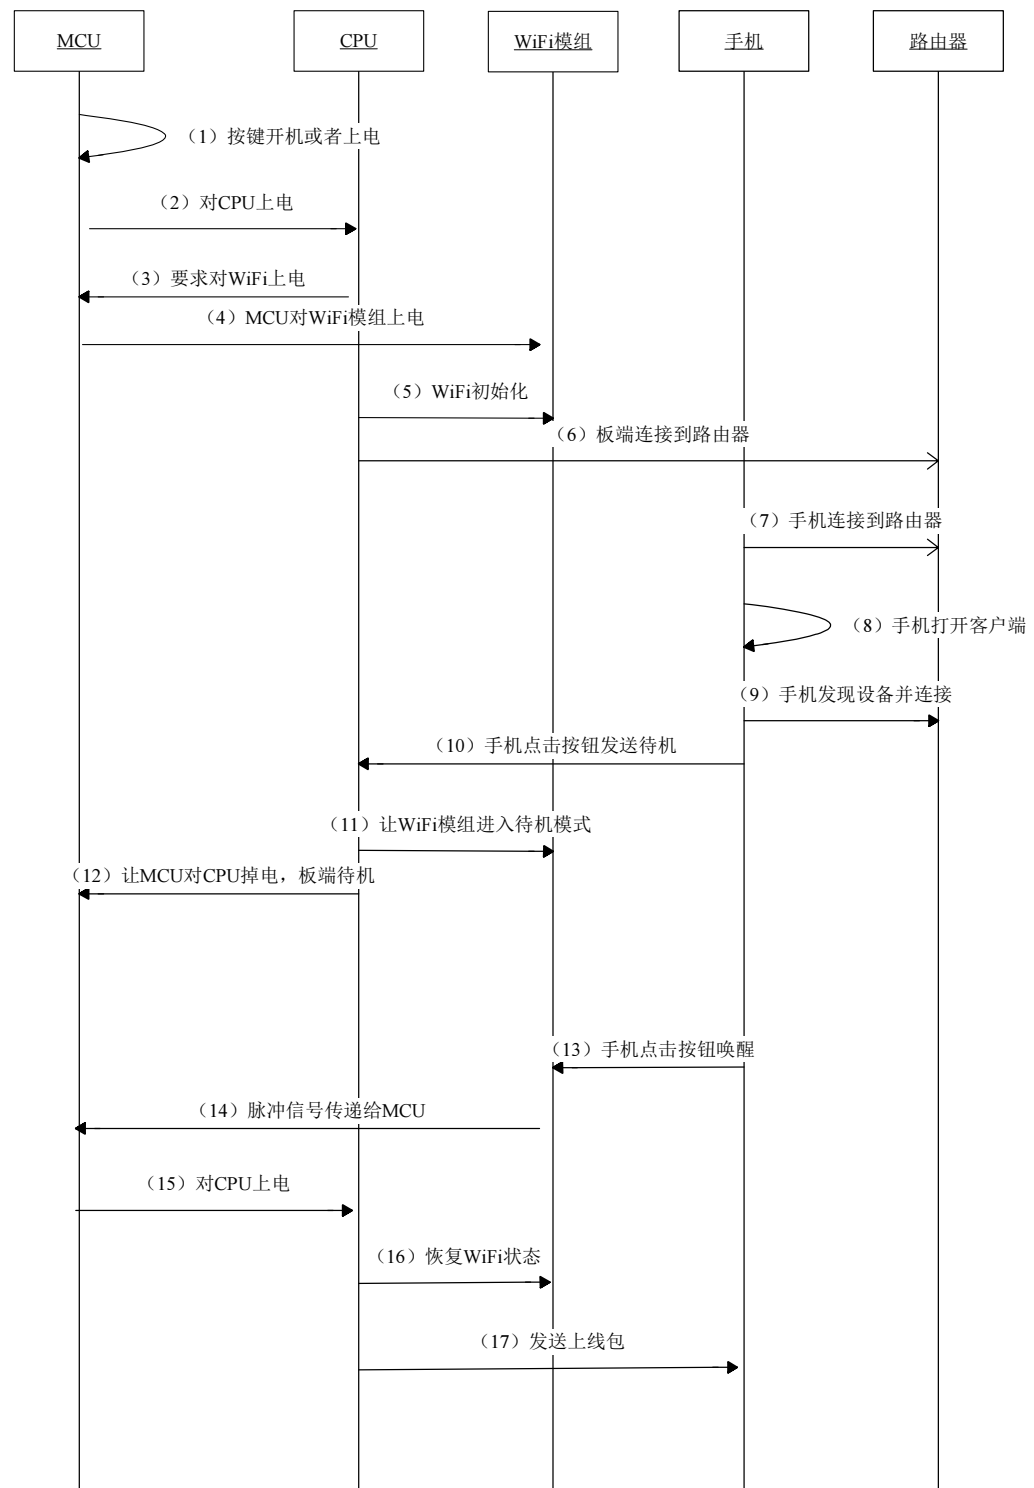 MCU
CPU
WiFi模组
手机
路由器
（1）按键开机或者上电
（2）对CPU上电
（3）要求对WiFi上电
（4）MCU对WiFi模组上电
（5）WiFi初始化
（6）板端连接到路由器
（7）手机连接到路由器
（8）手机打开客户端
（9）手机发现设备并连接
（10）手机点击按钮发送待机
（11）让WiFi模组进入待机模式
（12）让MCU对CPU掉电，板端待机
（13）手机点击按钮唤醒
（14）脉冲信号传递给MCU
（15）对CPU上电
（16）恢复WiFi状态
（17）发送上线包